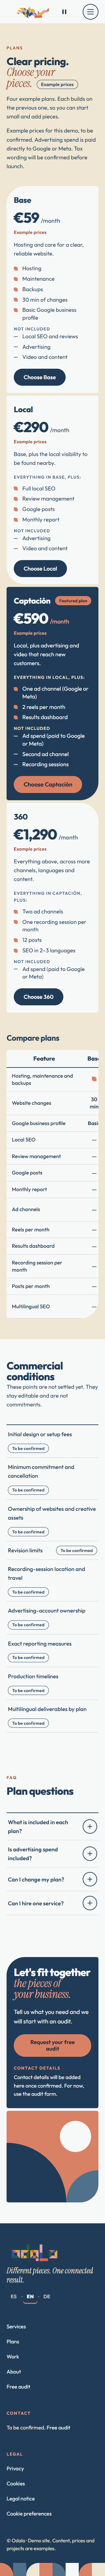 PLANS
Clear pricing.
Choose your
pieces.
Example prices
Four example plans. Each builds on
the previous one, so you can start
small and add pieces.
Example prices for this demo, to be
confirmed. Advertising spend is paid
directly to Google or Meta. Tax
wording will be confirmed before
launch.
Base
€59 /month
Example prices
Hosting and care for a clear,
reliable website.
Hosting
Maintenance
Backups
30 min of changes
Basic Google business
profile
NOT INCLUDED
— Local SEO and reviews
— Advertising
— Video and content
Choose Base
Local
€290 /month
Example prices
Base, plus the local visibility to
be found nearby.
EVERYTHING IN BASE, PLUS:
Full local SEO
Review management
Google posts
Monthly report
NOT INCLUDED
— Advertising
— Video and content
Choose Local
Captación
Featured plan
€590 /month
Example prices
Local, plus advertising and
video that reach new
customers.
EVERYTHING IN LOCAL, PLUS:
One ad channel (Google or
Meta)
2 reels per month
Results dashboard
NOT INCLUDED
— Ad spend (paid to Google
or Meta)
— Second ad channel
— Recording sessions
Choose Captación
360
€1,290 /month
Example prices
Everything above, across more
channels, languages and
content.
EVERYTHING IN CAPTACIÓN,
PLUS:
Two ad channels
One recording session per
month
12 posts
SEO in 2–3 languages
NOT INCLUDED
— Ad spend (paid to Google
or Meta)
Choose 360
Compare plans
Feature Base
Hosting, maintenance and
backups
Website changes 30
min
Google business profile Basic
Local SEO —
Review management —
Google posts —
Monthly report —
Ad channels —
Reels per month —
Results dashboard —
Recording session per
month —
Posts per month —
Multilingual SEO —
Commercial
conditions
These points are not settled yet. They
stay editable and are not
commitments.
Initial design or setup fees
To be confirmed
Minimum commitment and
cancellation
To be confirmed
Ownership of websites and creative
assets
To be confirmed
Revision limits
To be confirmed
Recording-session location and
travel
To be confirmed
Advertising-account ownership
To be confirmed
Exact reporting measures
To be confirmed
Production timelines
To be confirmed
Multilingual deliverables by plan
To be confirmed
FAQ
Plan questions
What is included in each
plan?
Is advertising spend
included?
Can I change my plan?
Can I hire one service?
Let's fit together
the pieces of
your business.
Tell us what you need and we
will start with an audit.
Request your free
audit
CONTACT DETAILS
Contact details will be added
here once confirmed. For now,
use the audit form.
Different pieces. One connected
result.
ES · EN · DE
Services
Plans
Work
About
Free audit
CONTACT
To be confirmed. Free audit
LEGAL
Privacy
Cookies
Legal notice
Cookie preferences
© Odalo · Demo site. Content, prices and
projects are examples.